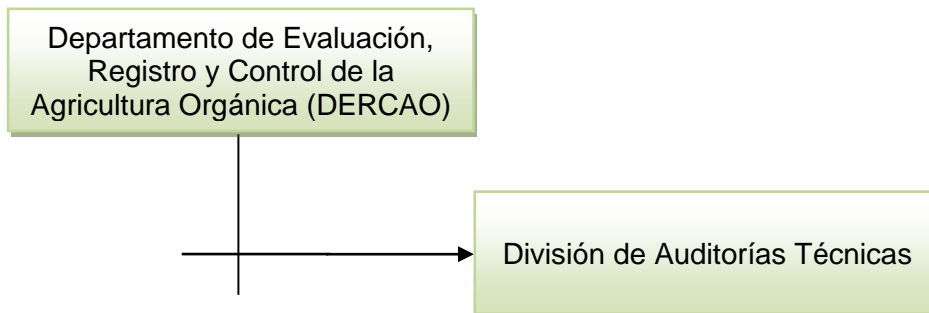 Departamento de Evaluación,
Registro y Control de la
Agricultura Orgánica (DERCAO)
División de Auditorías Técnicas